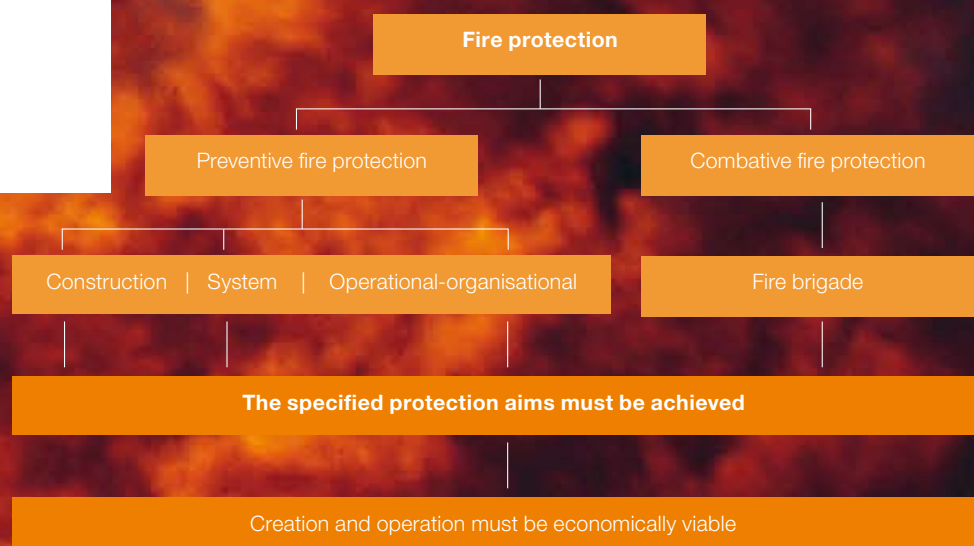 Fire protection
Preventive fire protection
Combative fire protection
Construction | System | Operational-organisational
Fire brigade
The specified protection aims must be achieved
Creation and operation must be economically viable